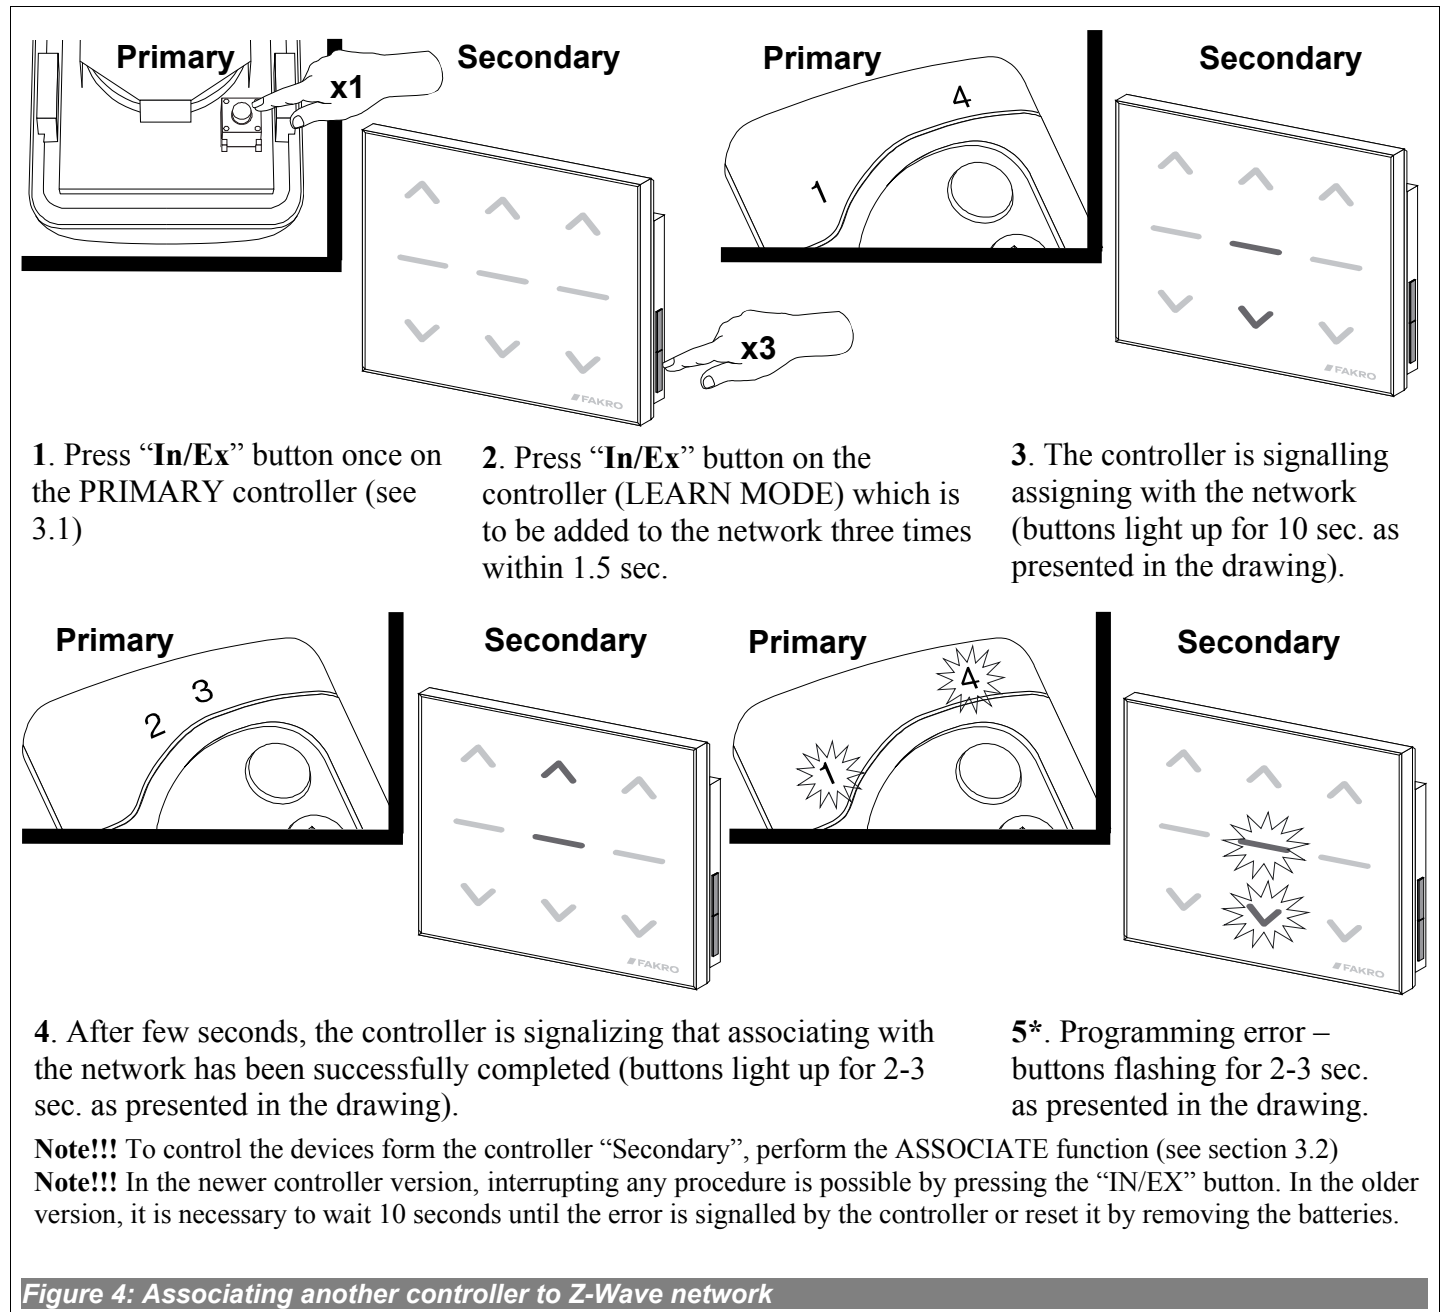 Primary
x1
Secondary
FAKRO
x3
Primary
4
1
Secondary
FAKRO
1. Press “In/Ex” button once on
the PRIMARY controller (see
3.1)
2. Press “In/Ex” button on the
controller (LEARN MODE) which is
to be added to the network three times
within 1.5 sec.
3. The controller is signalling
assigning with the network
(buttons light up for 10 sec. as
presented in the drawing).
Primary
3
2
Secondary
FAKRO
Primary
4
1
Secondary
FAKRO
4. After few seconds, the controller is signalizing that associating with
the network has been successfully completed (buttons light up for 2-3
sec. as presented in the drawing).
5*. Programming error –
buttons flashing for 2-3 sec.
as presented in the drawing.
Note!!! To control the devices form the controller “Secondary”, perform the ASSOCIATE function (see section 3.2)
Note!!! In the newer controller version, interrupting any procedure is possible by pressing the “IN/EX” button. In the older
version, it is necessary to wait 10 seconds until the error is signalled by the controller or reset it by removing the batteries.
Figure 4: Associating another controller to Z-Wave network